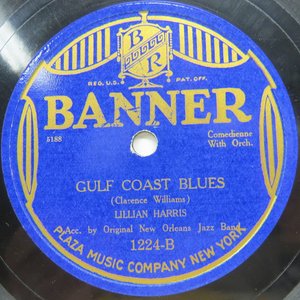 B
R
REG. U.S. PAT. OFF.
BANNER
5188
Comedienne
With Orch.
GULF COAST BLUES
(Clarence Williams)
LILLIAN HARRIS
Acc. by Original New Orleans Jazz Band
1224-B
PLAZA MUSIC COMPANY NEW YORK